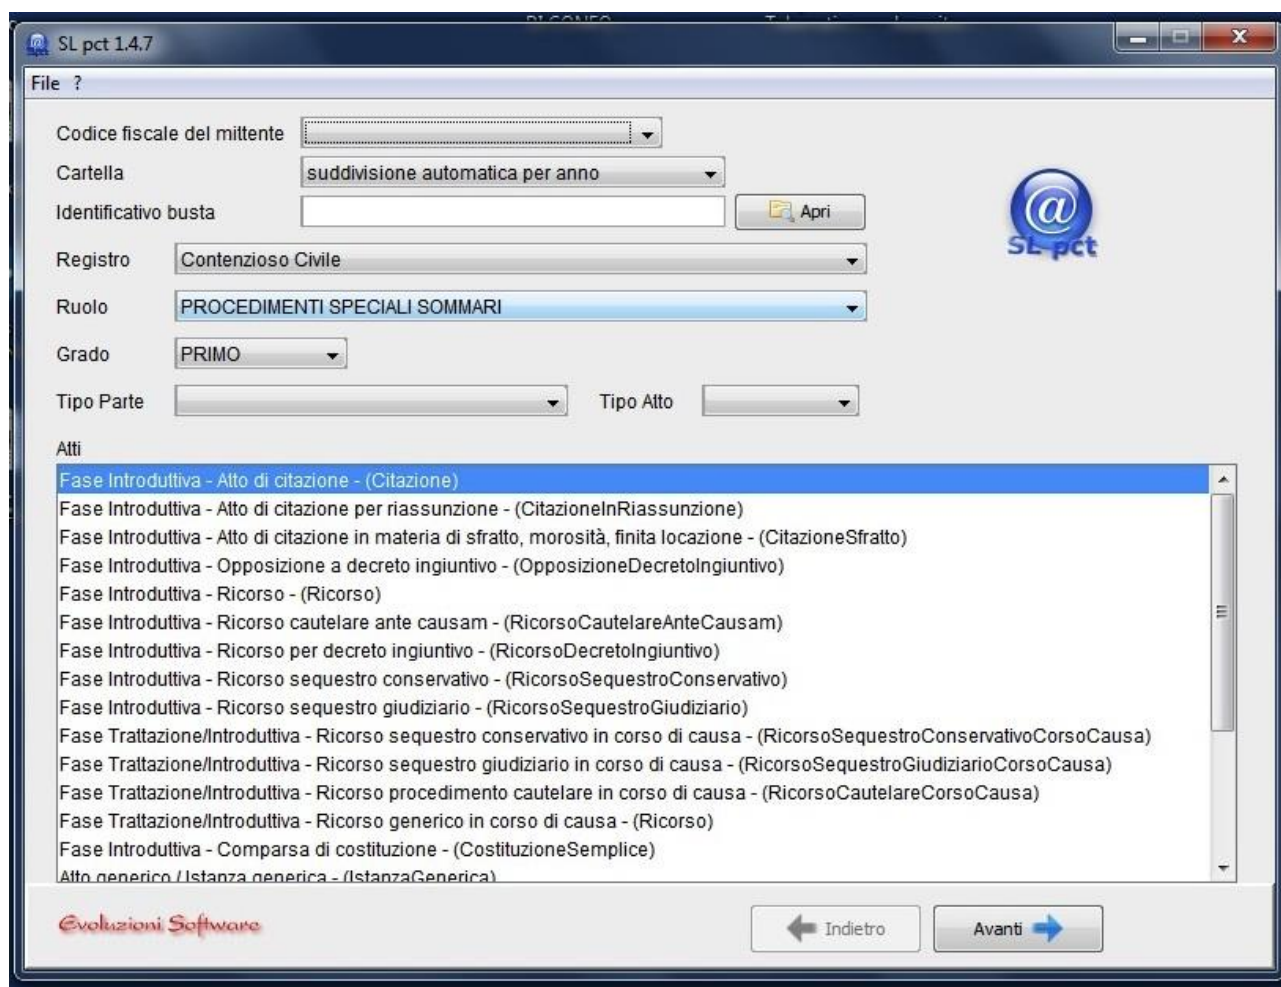 SL pct 1.4.7
File ?
Codice fiscale del mittente
Cartella suddivisione automatica per anno
Identificativo busta Apri
SL pct
Registro Contenzioso Civile
Ruolo PROCEDIMENTI SPECIALI SOMMARI
Grado PRIMO
Tipo Parte Tipo Atto
Atti
Fase Introduttiva - Atto di citazione - (Citazione)
Fase Introduttiva - Atto di citazione per riassunzione - (CitazioneInRiassunzione)
Fase Introduttiva - Atto di citazione in materia di sfratto, morosità, finita locazione - (CitazioneSfratto)
Fase Introduttiva - Opposizione a decreto ingiuntivo - (OpposizioneDecretoIngiuntivo)
Fase Introduttiva - Ricorso - (Ricorso)
Fase Introduttiva - Ricorso cautelare ante causam - (RicorsoCautelareAnteCausam)
Fase Introduttiva - Ricorso per decreto ingiuntivo - (RicorsoDecretoIngiuntivo)
Fase Introduttiva - Ricorso sequestro conservativo - (RicorsoSequestroConservativo)
Fase Introduttiva - Ricorso sequestro giudiziario - (RicorsoSequestroGiudiziario)
Fase Trattazione/Introduttiva - Ricorso sequestro conservativo in corso di causa - (RicorsoSequestroConservativoCorsoCausa)
Fase Trattazione/Introduttiva - Ricorso sequestro giudiziario in corso di causa - (RicorsoSequestroGiudiziarioCorsoCausa)
Fase Trattazione/Introduttiva - Ricorso procedimento cautelare in corso di causa - (RicorsoCautelareCorsoCausa)
Fase Trattazione/Introduttiva - Ricorso generico in corso di causa - (Ricorso)
Fase Introduttiva - Comparsa di costituzione - (CostituzioneSemplice)
Atto generico / Istanza generica - (IstanzaGenerica)
Evoluzioni Software
Indietro Avanti